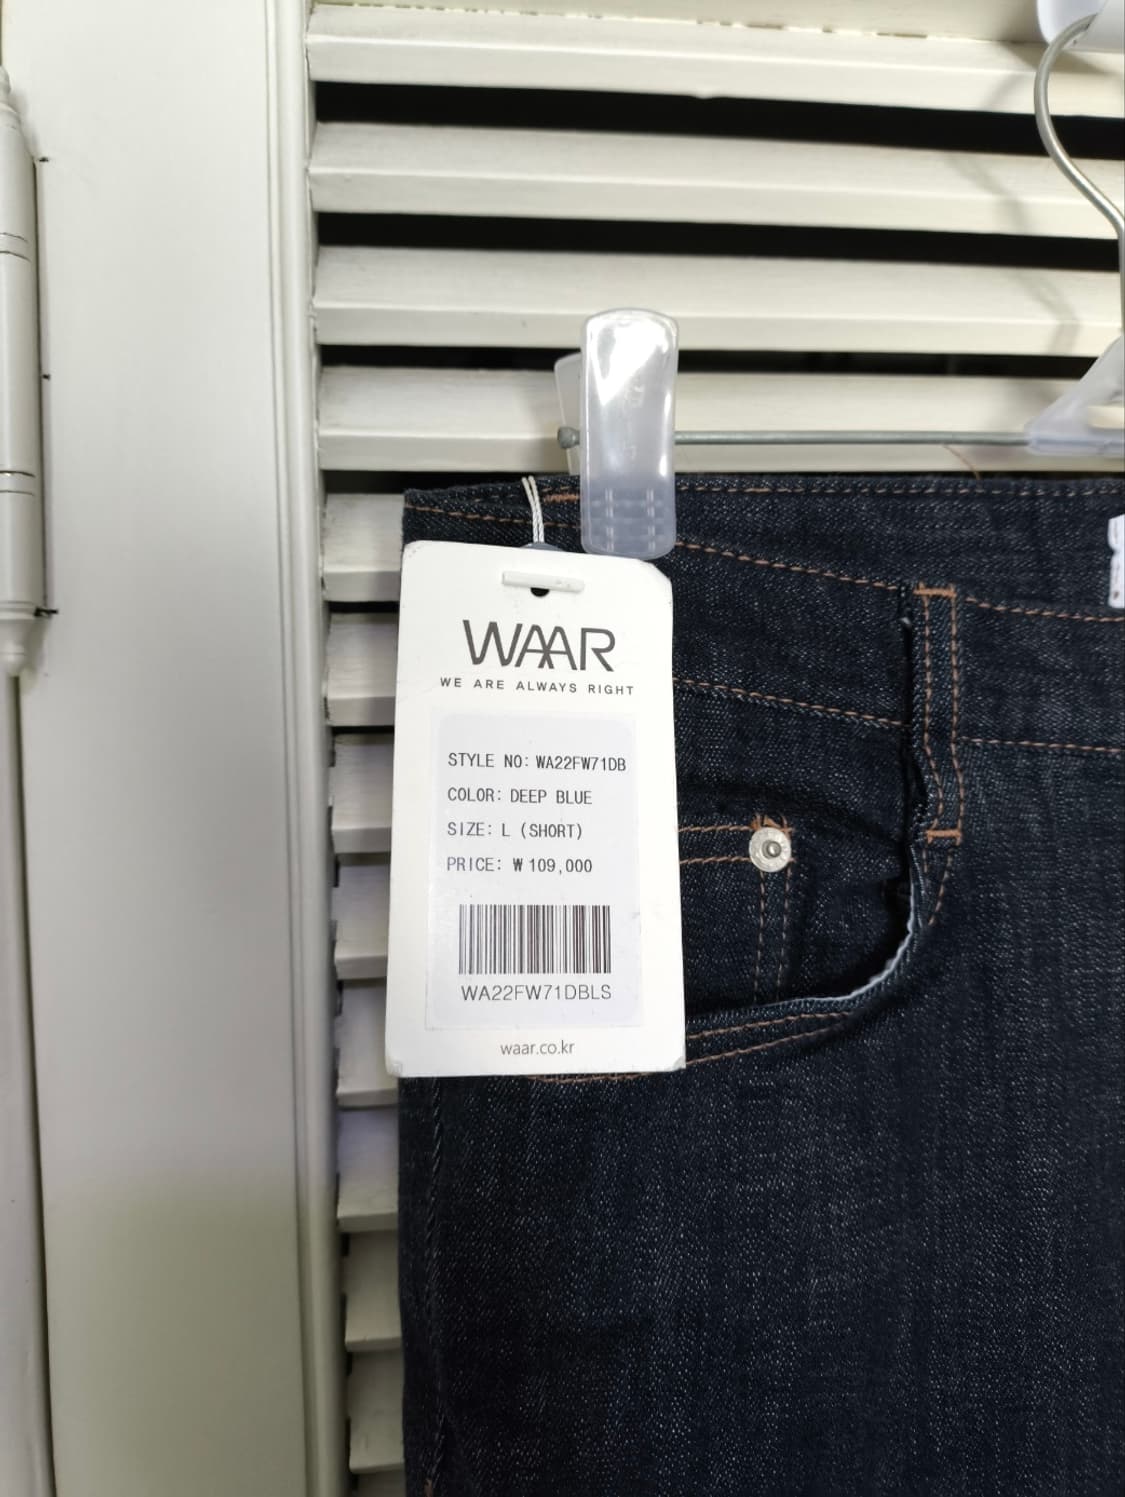 WAAR
WE ARE ALWAYS RIGHT
STYLE NO: WA22FW71DB
COLOR: DEEP BLUE
SIZE: L (SHORT)
PRICE: ₩ 109,000
WA22FW71DBLS
waar.co.kr